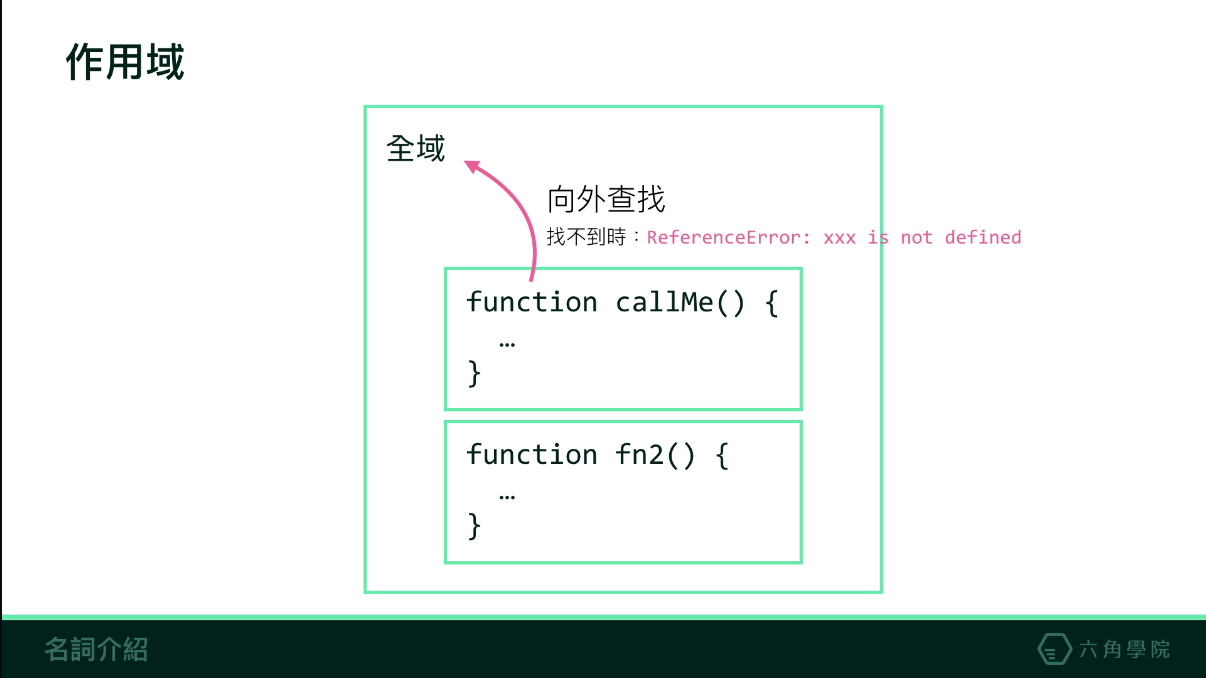 作用域
全域
向外查找
找不到時：ReferenceError: xxx is not defined
function callMe() {
…
}
function fn2() {
…
}
名詞介紹
六角學院